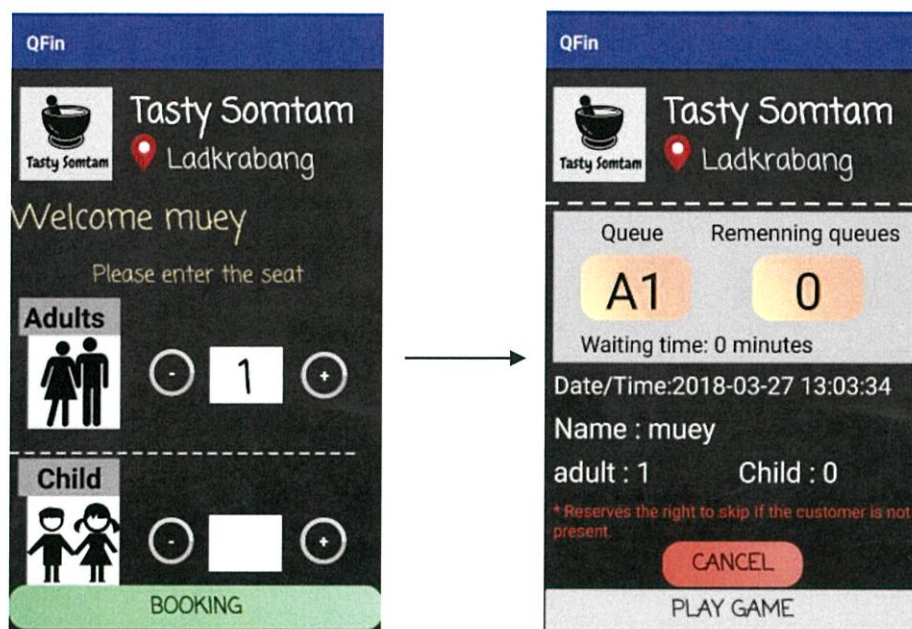 QFin
Tasty Somtam
Tasty Somtam
Ladkrabang
Welcome muey
Please enter the seat
Adults
- 1 +
Child
- +
BOOKING
QFin
Tasty Somtam
Tasty Somtam
Ladkrabang
Queue Remenning queues
A1 0
Waiting time: 0 minutes
Date/Time:2018-03-27 13:03:34
Name : muey
adult : 1 Child : 0
* Reserves the right to skip if the customer is not
present.
CANCEL
PLAY GAME